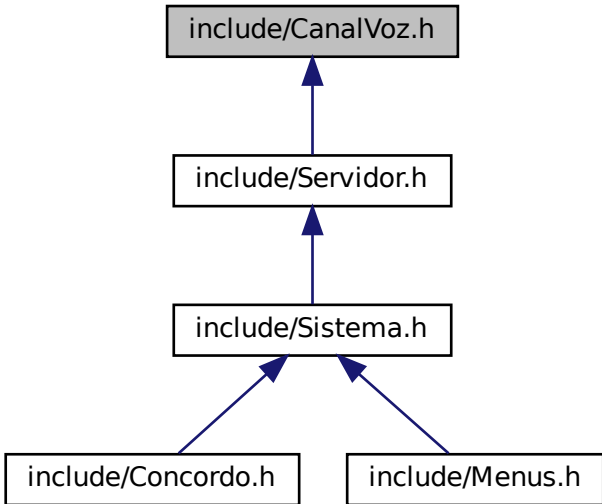 include/CanalVoz.h
include/Servidor.h
include/Sistema.h
include/Concordo.h
include/Menus.h